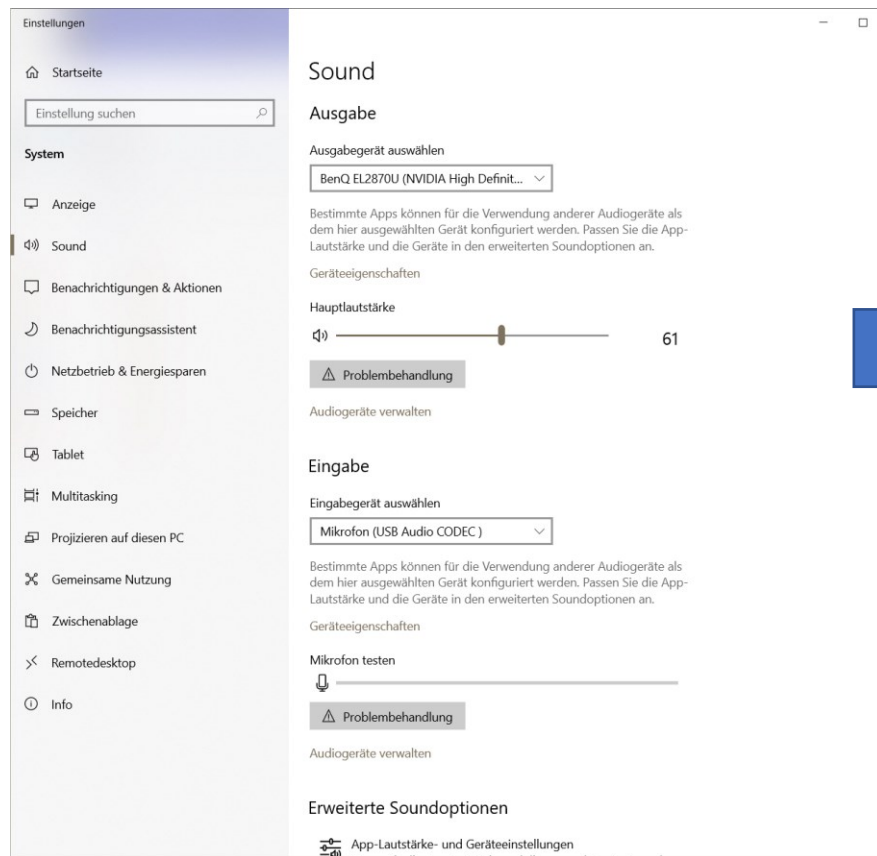 Einstellungen
Startseite
Einstellung suchen
System
Anzeige
Sound
Benachrichtigungen & Aktionen
Benachrichtigungsassistent
Netzbetrieb & Energiesparen
Speicher
Tablet
Multitasking
Projizieren auf diesen PC
Gemeinsame Nutzung
Zwischenablage
Remotedesktop
Info
Sound
Ausgabe
Ausgabegerät auswählen
BenQ EL2870U (NVIDIA High Definit...
Bestimmte Apps können für die Verwendung anderer Audiogeräte als
dem hier ausgewählten Gerät konfiguriert werden. Passen Sie die App-
Lautstärke und die Geräte in den erweiterten Soundoptionen an.
Geräteeigenschaften
Hauptlautstärke
61
Problembehandlung
Audiogeräte verwalten
Eingabe
Eingabegerät auswählen
Mikrofon (USB Audio CODEC )
Bestimmte Apps können für die Verwendung anderer Audiogeräte als
dem hier ausgewählten Gerät konfiguriert werden. Passen Sie die App-
Lautstärke und die Geräte in den erweiterten Soundoptionen an.
Geräteeigenschaften
Mikrofon testen
Problembehandlung
Audiogeräte verwalten
Erweiterte Soundoptionen
App-Lautstärke- und Geräteeinstellungen